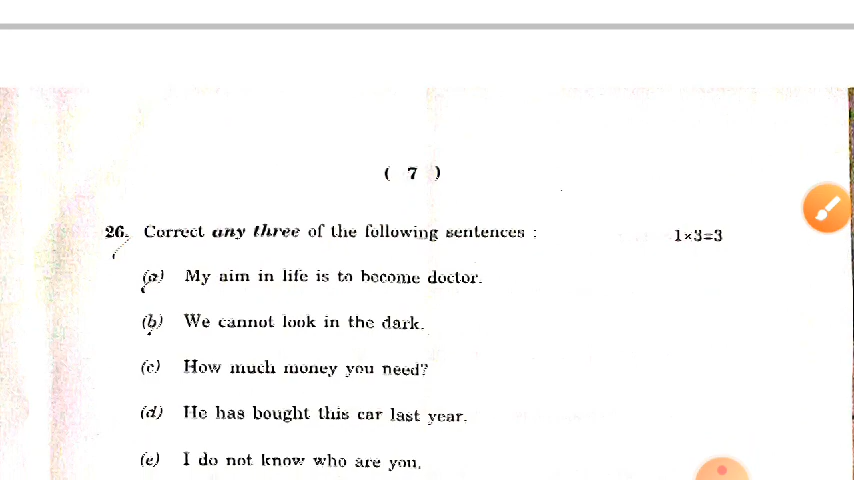 ( 7 )
26. Correct any three of the following sentences : 1×3=3
(a) My aim in life is to become doctor.
(b) We cannot look in the dark.
(c) How much money you need?
(d) He has bought this car last year.
(e) I do not know who are you.